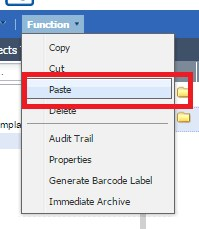 Function
Copy
Cut
Paste
Delete
Audit Trail
Properties
Generate Barcode Label
Immediate Archive